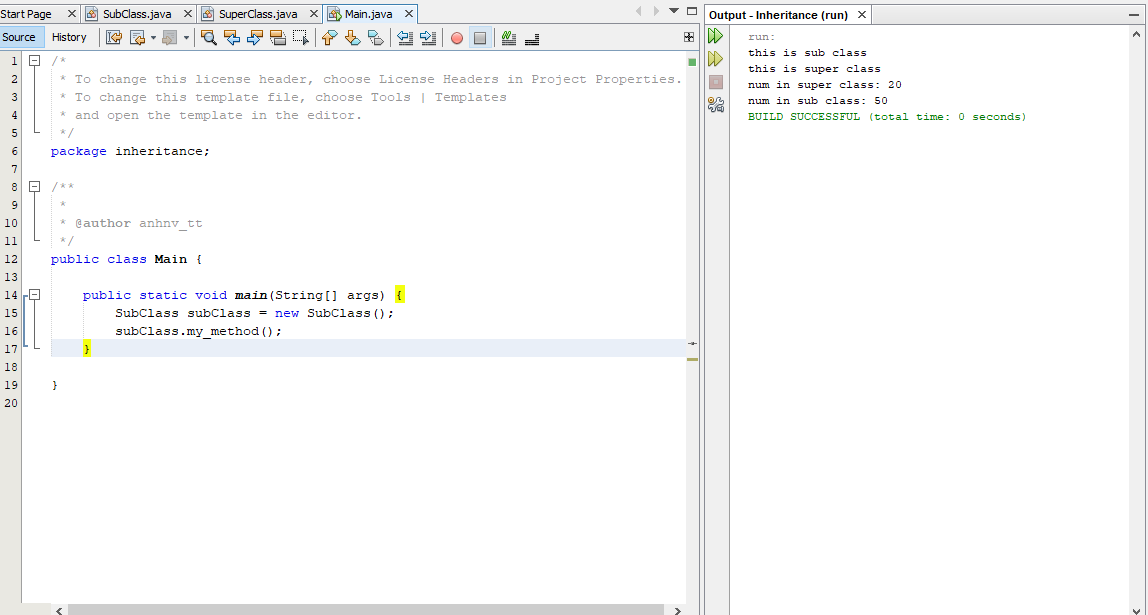 Start Page SubClass.java SuperClass.java Main.java
Source History
1 /*
2 * To change this license header, choose License Headers in Project Properties.
3 * To change this template file, choose Tools | Templates
4 * and open the template in the editor.
5 */
6 package inheritance;
7
8 /**
9 *
10 * @author anhnv_tt
11 */
12 public class Main {
13
14 public static void main(String[] args) {
15 SubClass subClass = new SubClass();
16 subClass.my_method();
17 }
18
19 }
20
Output - Inheritance (run)
run:
this is sub class
this is super class
num in super class: 20
num in sub class: 50
BUILD SUCCESSFUL (total time: 0 seconds)